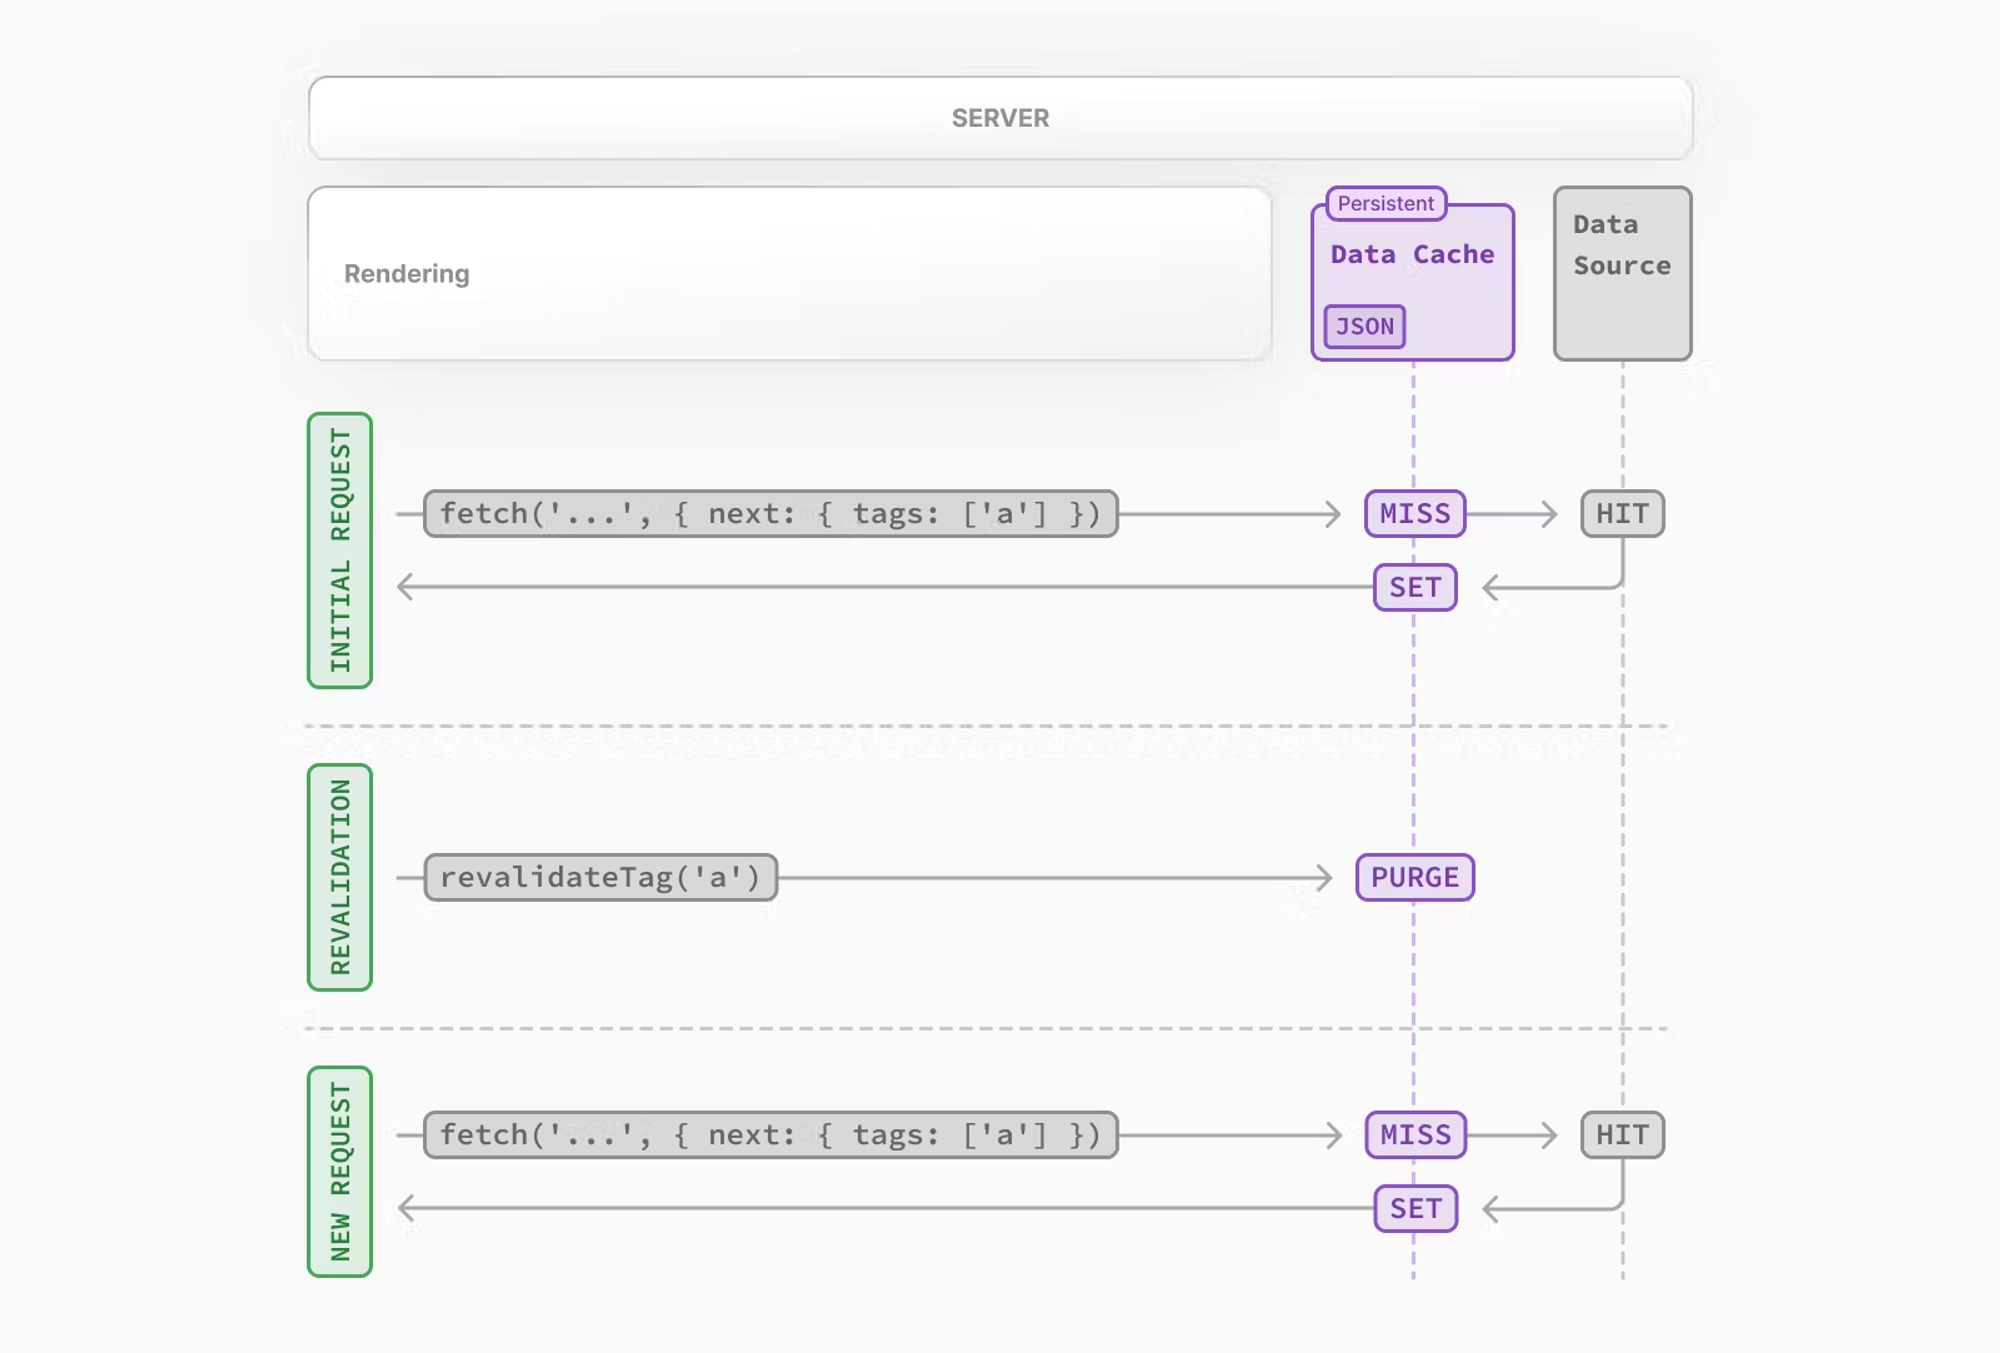 SERVER
Rendering
Persistent
Data Cache
JSON
Data
Source
INITIAL REQUEST
fetch('...', { next: { tags: ['a'] })
MISS
HIT
SET
REVALIDATION
revalidateTag('a')
PURGE
NEW REQUEST
fetch('...', { next: { tags: ['a'] })
MISS
HIT
SET